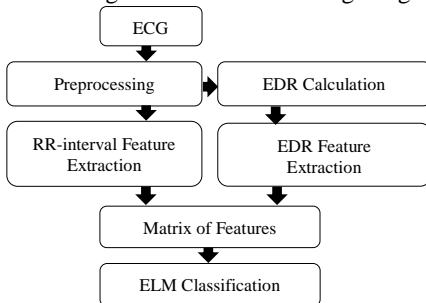 ECG
Preprocessing
EDR Calculation
RR-interval Feature
Extraction
EDR Feature
Extraction
Matrix of Features
ELM Classification